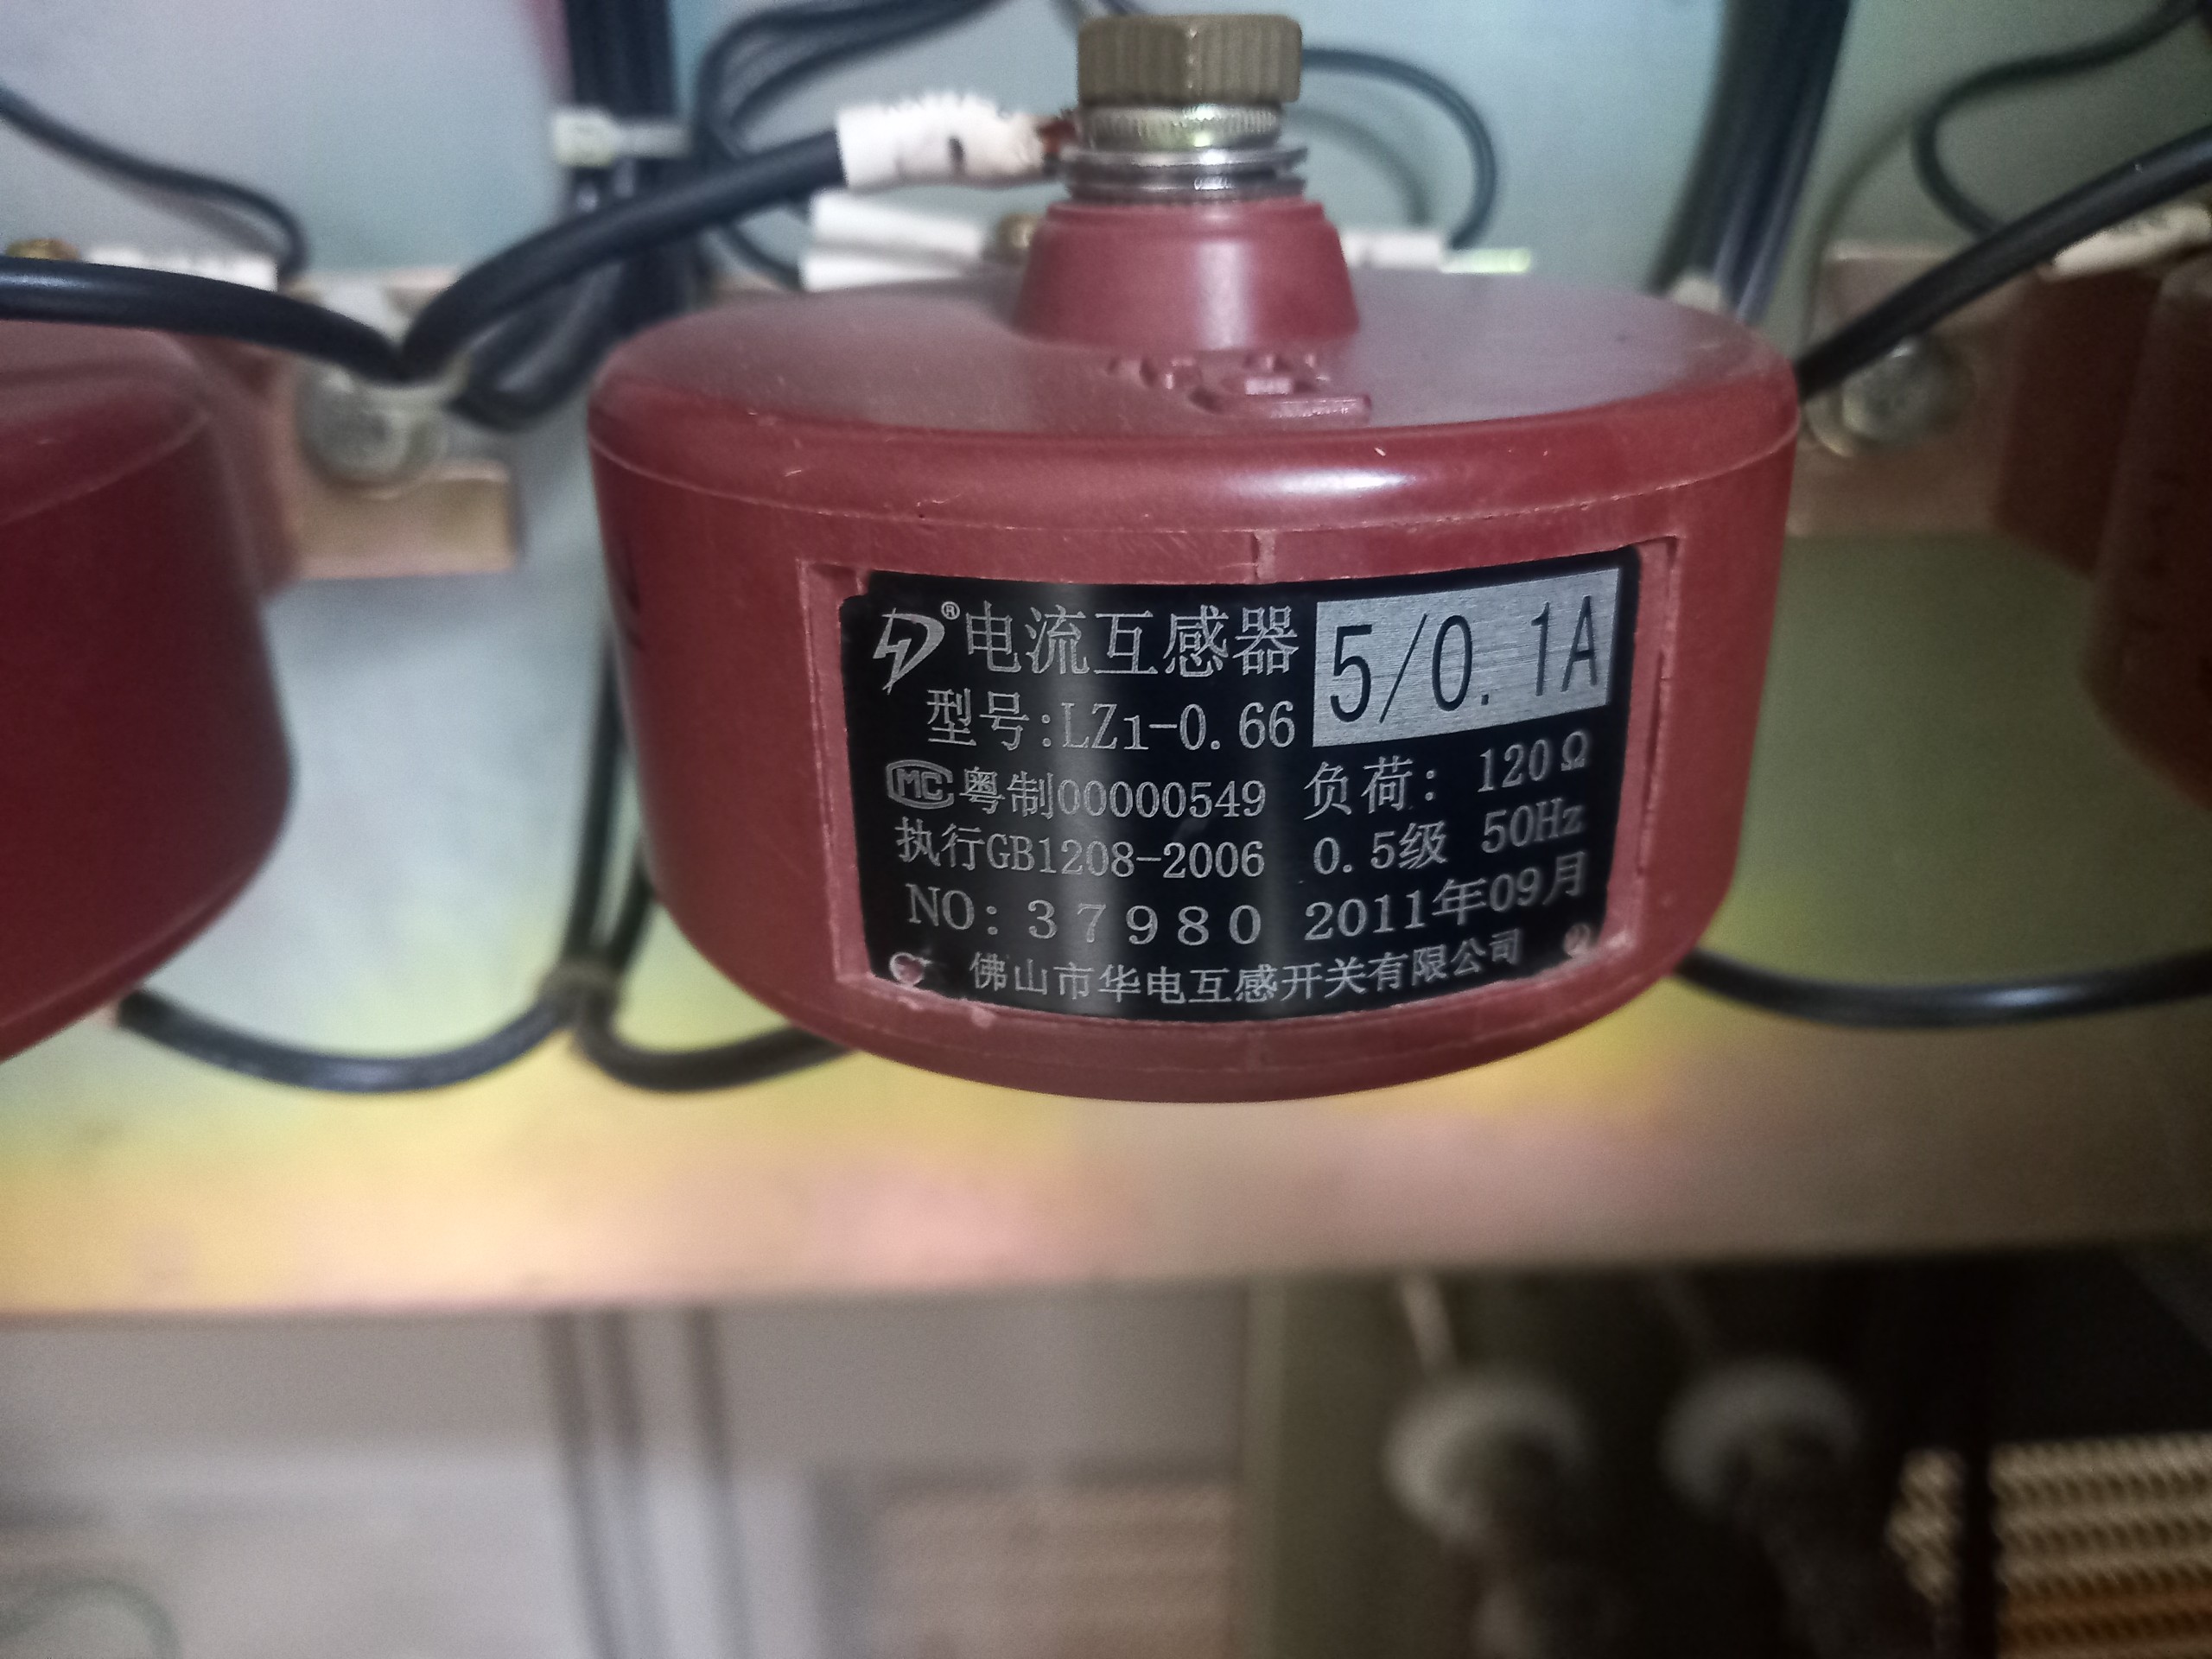 ® 电流互感器 5/0.1A
型号:LZ1-0.66
MC 粤制00000549 负荷: 120Ω
执行GB1208-2006 0.5级 50Hz
NO: 37980 2011年09月
佛山市华电互感开关有限公司